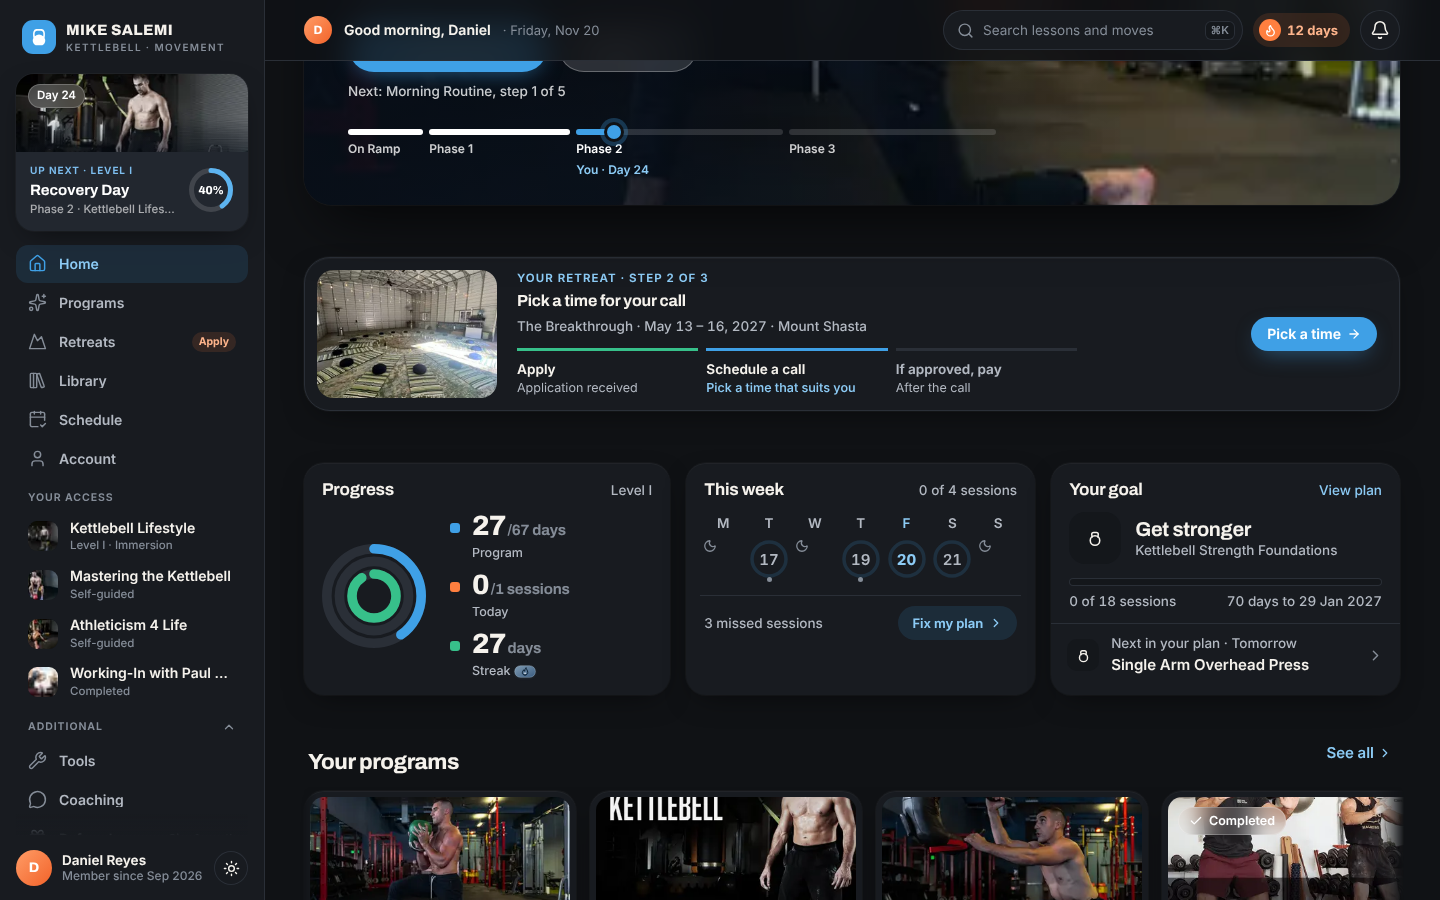 MIKE SALEMI
KETTLEBELL · MOVEMENT
Day 24
UP NEXT · LEVEL I
Recovery Day
Phase 2 · Kettlebell Lifes...
40%
Home
Programs
Retreats
Apply
Library
Schedule
Account
YOUR ACCESS
Kettlebell Lifestyle
Level I · Immersion
Mastering the Kettlebell
Self-guided
Athleticism 4 Life
Self-guided
Working-In with Paul ...
Completed
ADDITIONAL
Tools
Coaching
D
Daniel Reyes
Member since Sep 2026
D
Good morning, Daniel · Friday, Nov 20
Search lessons and moves
⌘K
12 days
Next: Morning Routine, step 1 of 5
On Ramp
Phase 1
Phase 2
Phase 3
You · Day 24
YOUR RETREAT · STEP 2 OF 3
Pick a time for your call
The Breakthrough · May 13 – 16, 2027 · Mount Shasta
Apply
Application received
Schedule a call
Pick a time that suits you
If approved, pay
After the call
Pick a time
Progress
Level I
27/67 days
Program
0/1 sessions
Today
27 days
Streak
This week
0 of 4 sessions
M T W T F S S
17 19 20 21
3 missed sessions
Fix my plan
Your goal
View plan
Get stronger
Kettlebell Strength Foundations
0 of 18 sessions
70 days to 29 Jan 2027
Next in your plan · Tomorrow
Single Arm Overhead Press
Your programs
See all
KETTLEBELL
Completed